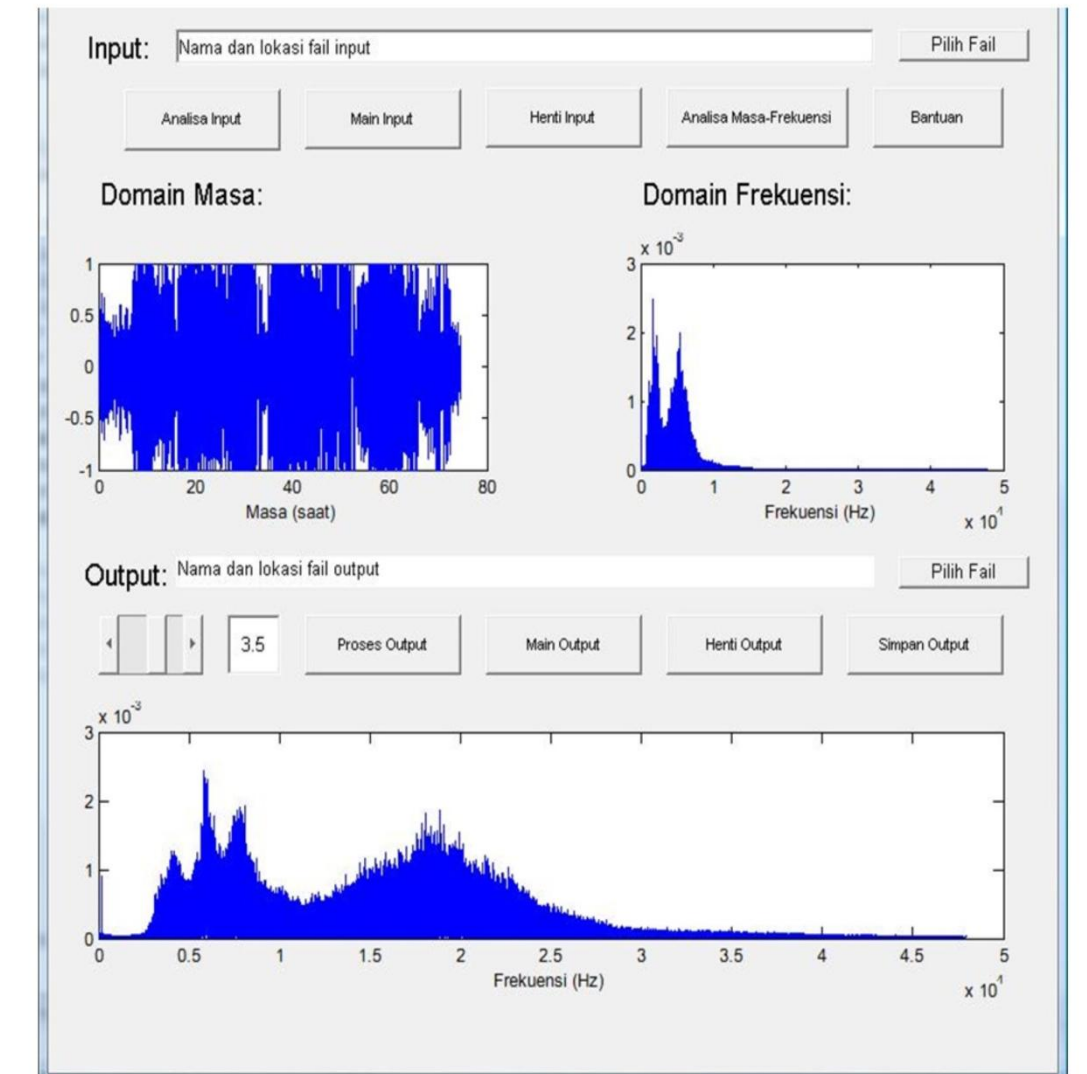 Input: Nama dan lokasi fail input Pilih Fail
Analisa Input Main Input Henti Input Analisa Masa-Frekuensi Bantuan
Domain Masa: Domain Frekuensi:
x 10^-3
1
0.5
0
-0.5
-1
0 20 40 60 80
Masa (saat)
3
2
1
0
0 1 2 3 4 5
Frekuensi (Hz)
x 10^4
Output: Nama dan lokasi fail output Pilih Fail
3.5 Proses Output Main Output Henti Output Simpan Output
x 10^-3
3
2
1
0
0 0.5 1 1.5 2 2.5 3 3.5 4 4.5 5
Frekuensi (Hz)
x 10^4